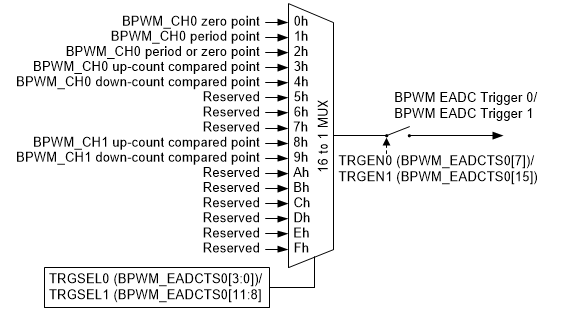 BPWM_CH0 zero point 0h
BPWM_CH0 period point 1h
BPWM_CH0 period or zero point 2h
BPWM_CH0 up-count compared point 3h
BPWM_CH0 down-count compared point 4h
Reserved 5h
Reserved 6h
Reserved 7h
BPWM_CH1 up-count compared point 8h
BPWM_CH1 down-count compared point 9h
Reserved Ah
Reserved Bh
Reserved Ch
Reserved Dh
Reserved Eh
Reserved Fh
16 to 1 MUX
BPWM EADC Trigger 0/
BPWM EADC Trigger 1
TRGEN0 (BPWM_EADCTS0[7])/
TRGEN1 (BPWM_EADCTS0[15])
TRGSEL0 (BPWM_EADCTS0[3:0])/
TRGSEL1 (BPWM_EADCTS0[11:8]